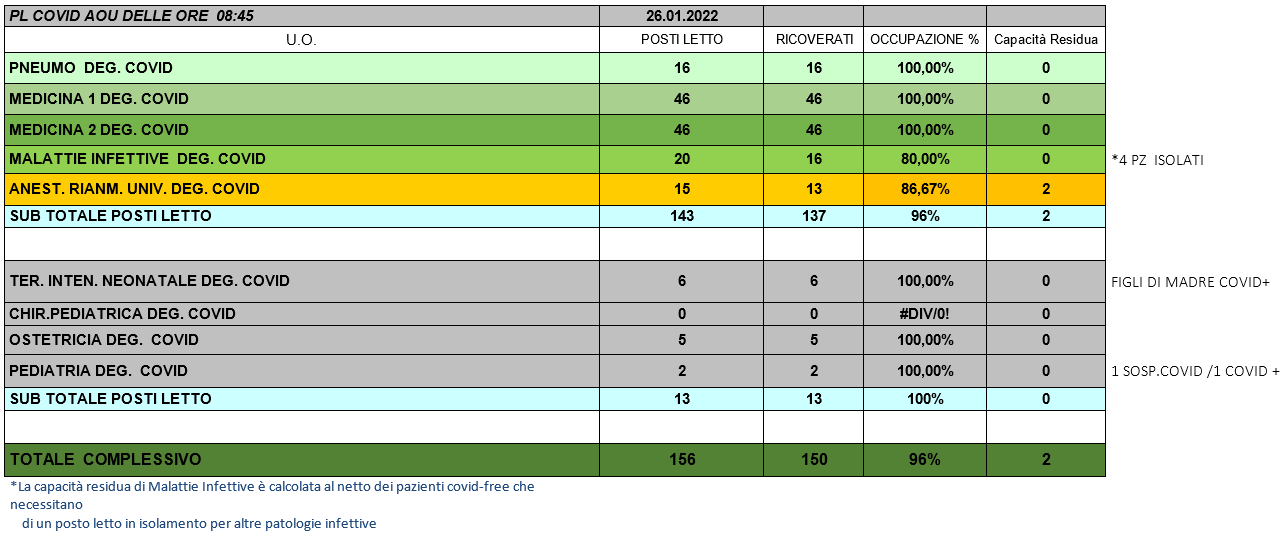 PL COVID AOU DELLE ORE 08:45 26.01.2022
U.O. POSTI LETTO RICOVERATI OCCUPAZIONE % Capacità Residua
PNEUMO DEG. COVID 16 16 100,00% 0
MEDICINA 1 DEG. COVID 46 46 100,00% 0
MEDICINA 2 DEG. COVID 46 46 100,00% 0
MALATTIE INFETTIVE DEG. COVID 20 16 80,00% 0 *4 PZ ISOLATI
ANEST. RIANM. UNIV. DEG. COVID 15 13 86,67% 2
SUB TOTALE POSTI LETTO 143 137 96% 2
TER. INTEN. NEONATALE DEG. COVID 6 6 100,00% 0 FIGLI DI MADRE COVID+
CHIR.PEDIATRICA DEG. COVID 0 0 #DIV/0! 0
OSTETRICIA DEG. COVID 5 5 100,00% 0
PEDIATRIA DEG. COVID 2 2 100,00% 0 1 SOSP.COVID /1 COVID +
SUB TOTALE POSTI LETTO 13 13 100% 0
TOTALE COMPLESSIVO 156 150 96% 2
*La capacità residua di Malattie Infettive è calcolata al netto dei pazienti covid-free che
necessitano
di un posto letto in isolamento per altre patologie infettive